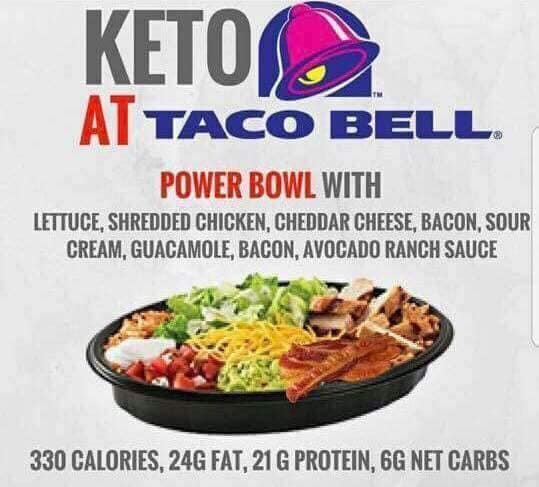 KETO
AT TACO BELL®
™
POWER BOWL WITH
LETTUCE, SHREDDED CHICKEN, CHEDDAR CHEESE, BACON, SOUR
CREAM, GUACAMOLE, BACON, AVOCADO RANCH SAUCE
330 CALORIES, 24G FAT, 21 G PROTEIN, 6G NET CARBS